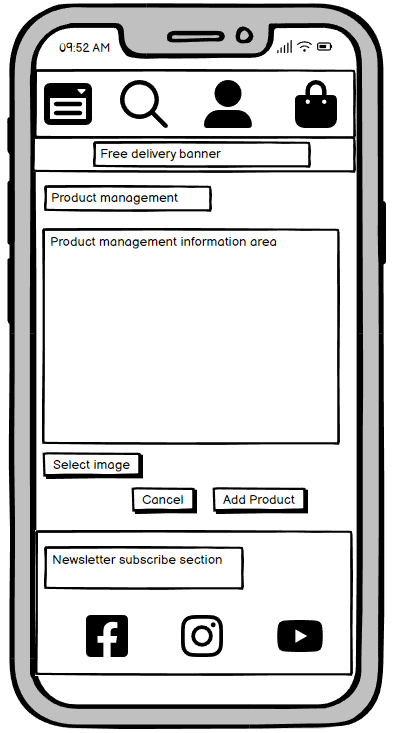 09:52 AM
Free delivery banner
Product management
Product management information area
Select image
Cancel
Add Product
Newsletter subscribe section